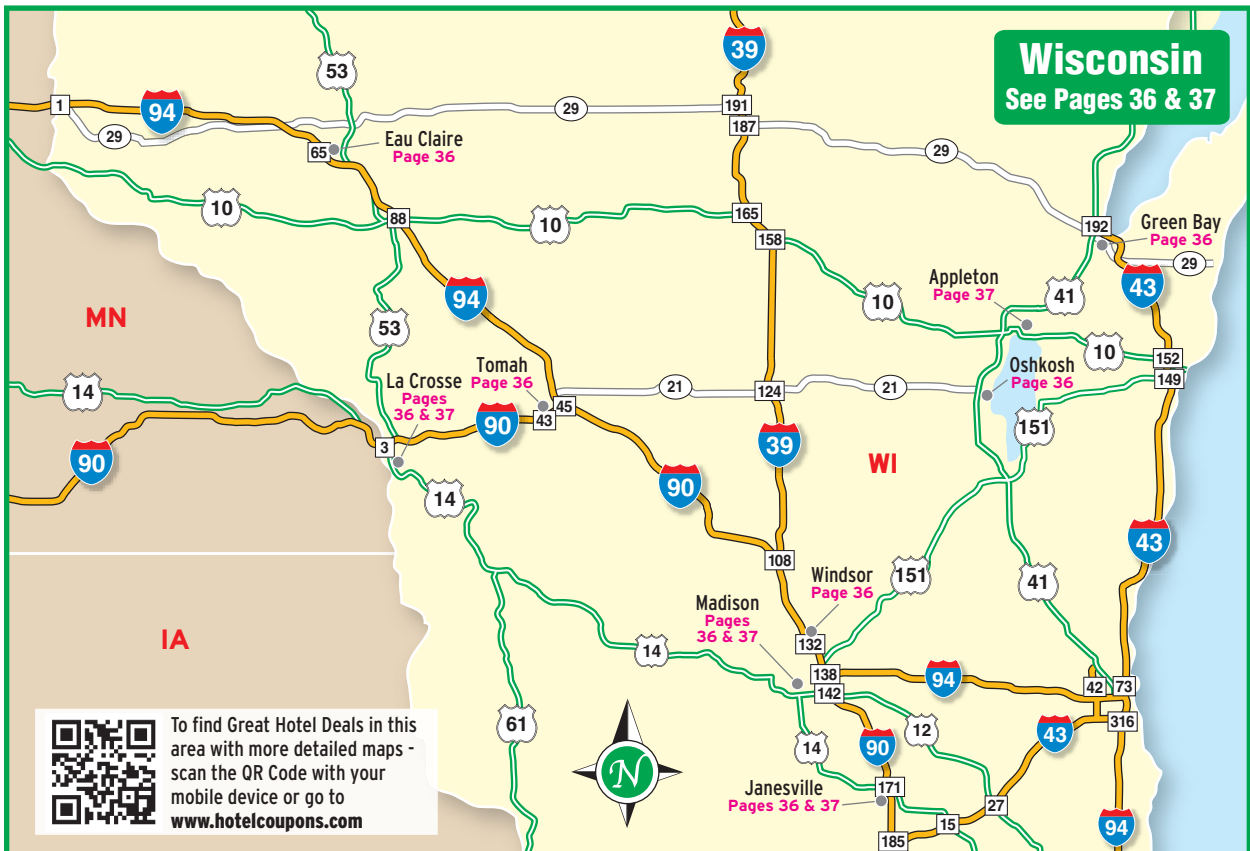 39
Wisconsin
See Pages 36 & 37
53
1
94
191
187
29
29
29
Eau Claire
Page 36
65
10
88
10
165
158
192
Green Bay
Page 36
29
Appleton
Page 37
41
43
MN
94
10
53
10
152
149
Tomah
Page 36
Oshkosh
Page 36
14
La Crosse
Pages
36 & 37
21
21
45
43
124
90
151
3
39
WI
90
90
14
43
108
Windsor
Page 36
151
41
Madison
Pages
36 & 37
IA
132
14
138
94
42
73
142
316
61
12
43
14
90
To find Great Hotel Deals in this
area with more detailed maps -
scan the QR Code with your
mobile device or go to
www.hotelcoupons.com
N
Janesville
Pages 36 & 37
171
27
15
94
185